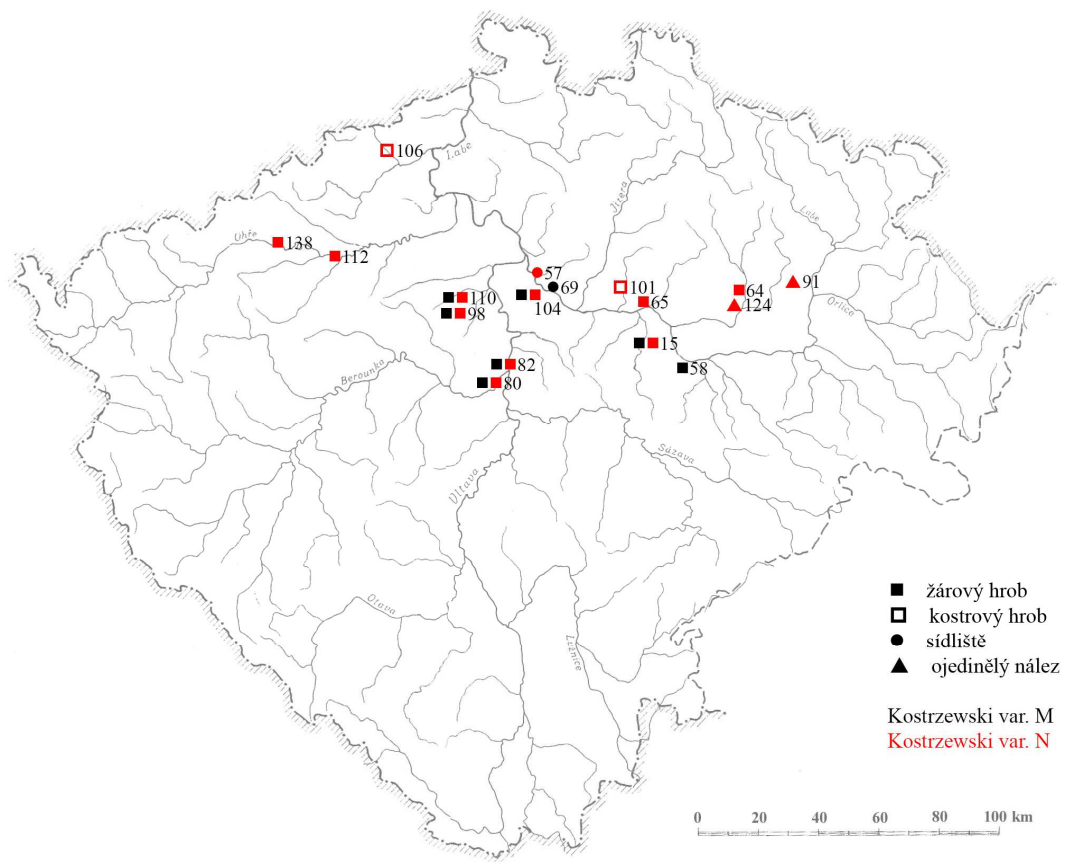 106
Labe
Jizera
Labe
Ohře
138
112
57
69
101
91
110
98
104
65
64
124
Orlice
15
58
Berounka
82
80
Sázava
Vltava
Otava
Lužnice
žárový hrob
kostrový hrob
sídliště
ojedinělý nález
Kostrzewski var. M
Kostrzewski var. N
0 20 40 60 80 100 km